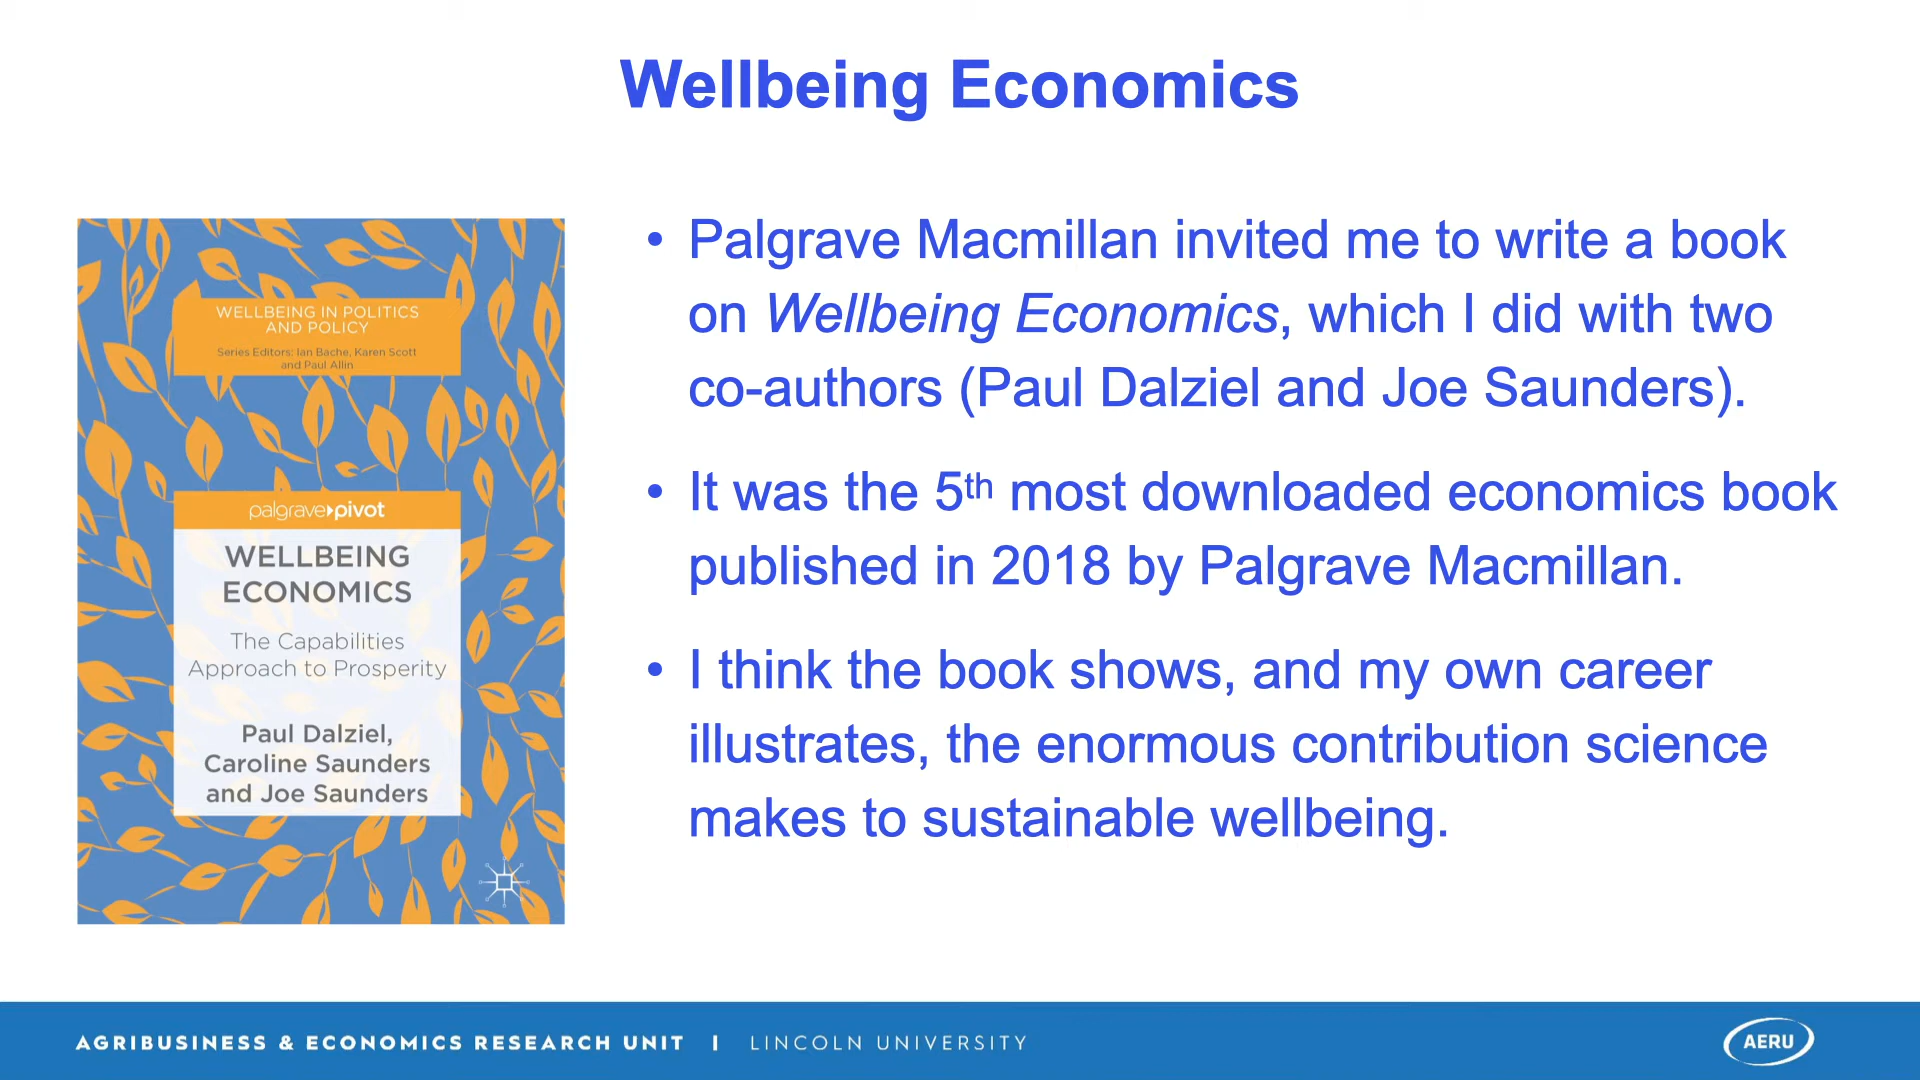 Wellbeing Economics
WELLBEING IN POLITICS
AND POLICY
Series Editors: Ian Bache, Karen Scott
and Paul Allin
palgrave pivot
WELLBEING
ECONOMICS
The Capabilities
Approach to Prosperity
Paul Dalziel,
Caroline Saunders
and Joe Saunders
• Palgrave Macmillan invited me to write a book
on Wellbeing Economics, which I did with two
co-authors (Paul Dalziel and Joe Saunders).
• It was the 5th most downloaded economics book
published in 2018 by Palgrave Macmillan.
• I think the book shows, and my own career
illustrates, the enormous contribution science
makes to sustainable wellbeing.
AGRIBUSINESS & ECONOMICS RESEARCH UNIT | LINCOLN UNIVERSITY
AERU